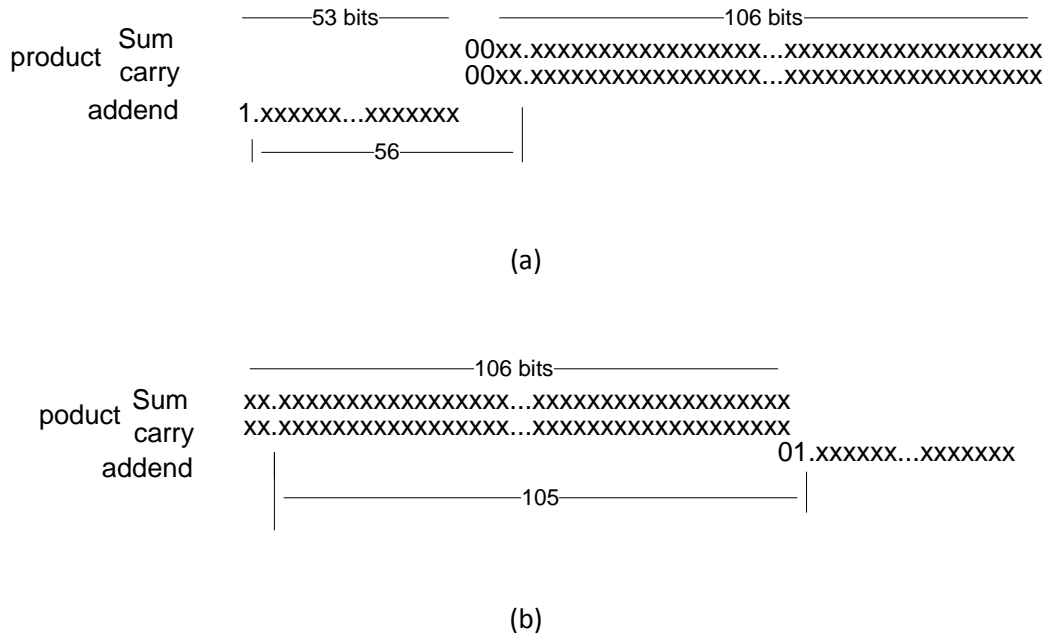 53 bits
106 bits
product Sum 00xx.xxxxxxxxxxxxxxxxx...xxxxxxxxxxxxxxxxxxx
carry 00xx.xxxxxxxxxxxxxxxxx...xxxxxxxxxxxxxxxxxxx
addend 1.xxxxxx...xxxxxxx
56
(a)
106 bits
poduct Sum xx.xxxxxxxxxxxxxxxxx...xxxxxxxxxxxxxxxxxxx
carry xx.xxxxxxxxxxxxxxxxx...xxxxxxxxxxxxxxxxxxx
addend 01.xxxxxx...xxxxxxx
105
(b)